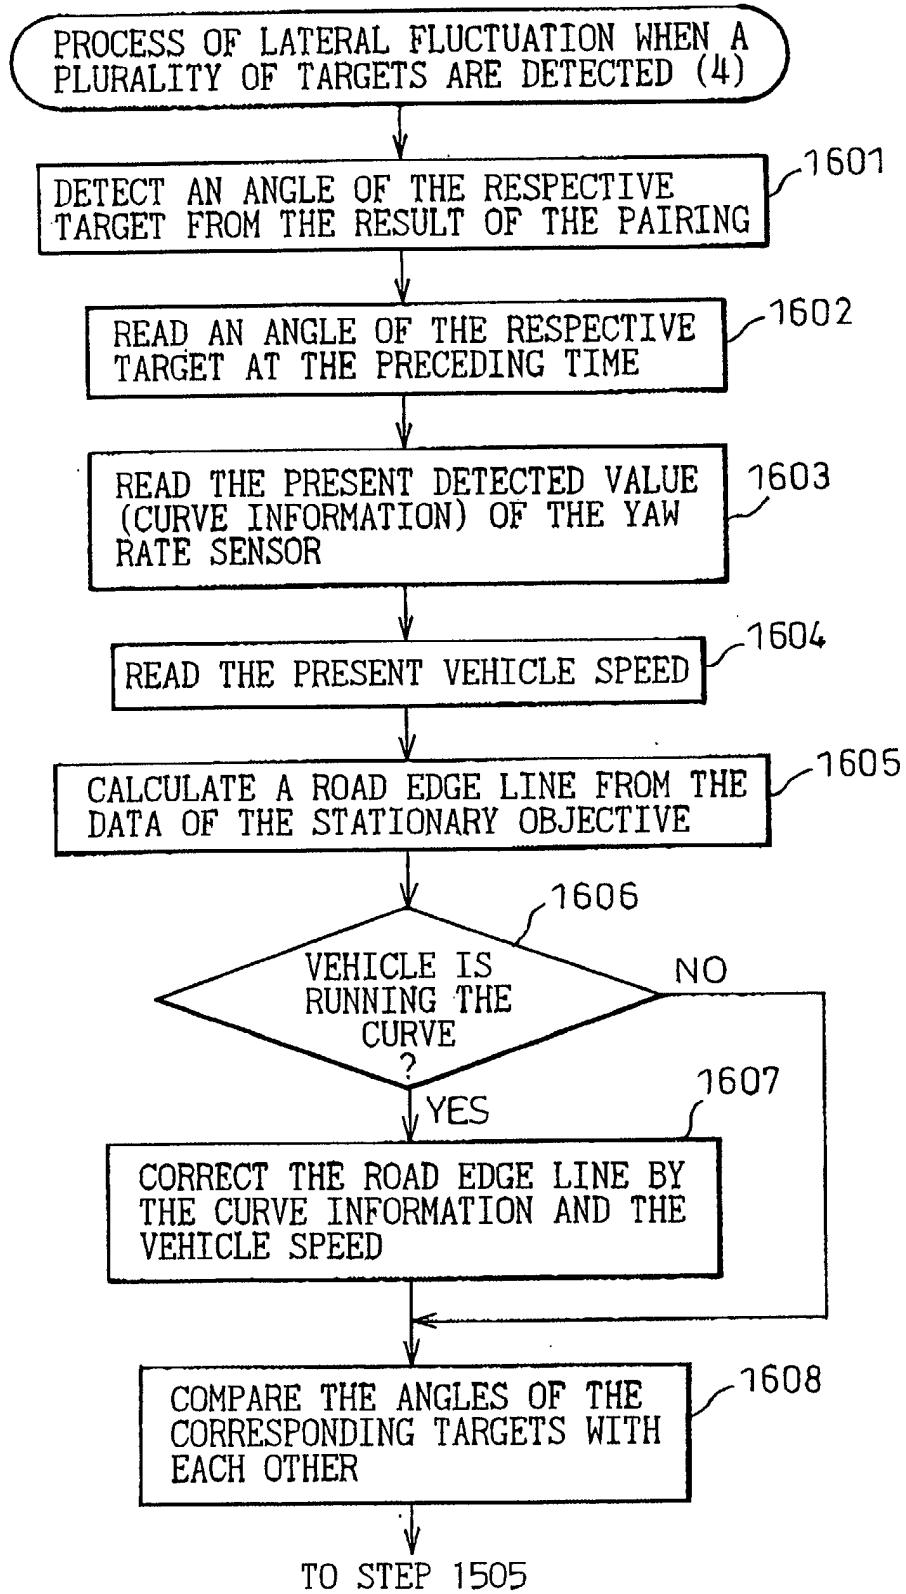 PROCESS OF LATERAL FLUCTUATION WHEN A
PLURALITY OF TARGETS ARE DETECTED (4)
1601
DETECT AN ANGLE OF THE RESPECTIVE
TARGET FROM THE RESULT OF THE PAIRING
1602
READ AN ANGLE OF THE RESPECTIVE
TARGET AT THE PRECEDING TIME
1603
READ THE PRESENT DETECTED VALUE
(CURVE INFORMATION) OF THE YAW
RATE SENSOR
1604
READ THE PRESENT VEHICLE SPEED
1605
CALCULATE A ROAD EDGE LINE FROM THE
DATA OF THE STATIONARY OBJECTIVE
1606
VEHICLE IS
RUNNING THE
CURVE
?
NO
YES
1607
CORRECT THE ROAD EDGE LINE BY
THE CURVE INFORMATION AND THE
VEHICLE SPEED
1608
COMPARE THE ANGLES OF THE
CORRESPONDING TARGETS WITH
EACH OTHER
TO STEP 1505